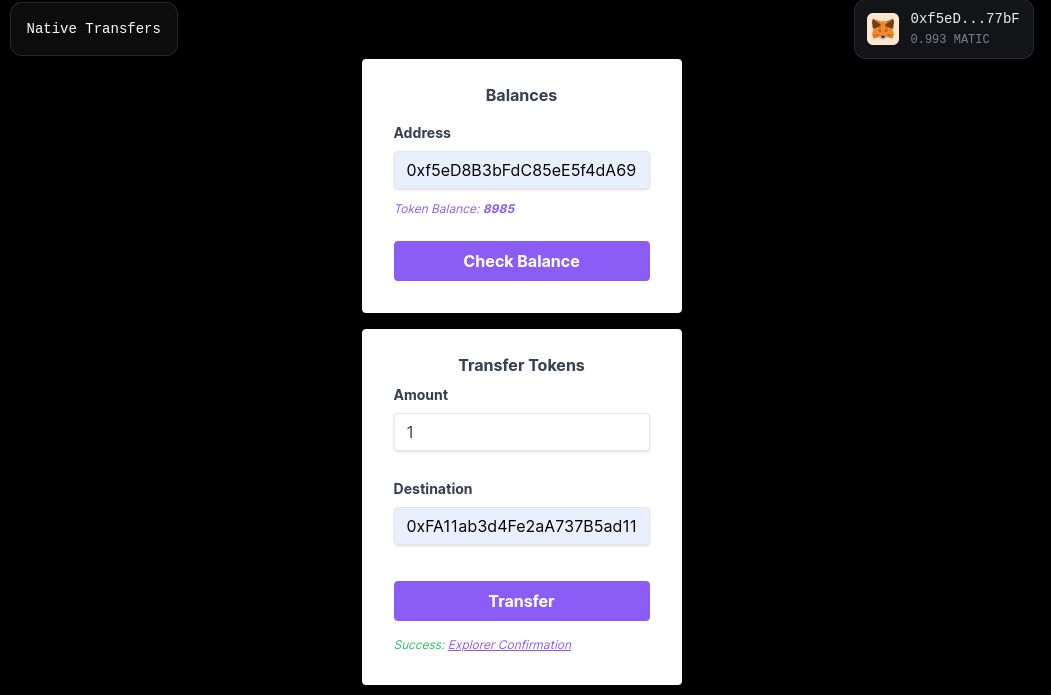 Native Transfers
0xf5eD...77bF
0.993 MATIC
Balances
Address
0xf5eD8B3bFdC85eE5f4dA69
Token Balance: 8985
Check Balance
Transfer Tokens
Amount
1
Destination
0xFA11ab3d4Fe2aA737B5ad11
Transfer
Success: Explorer Confirmation